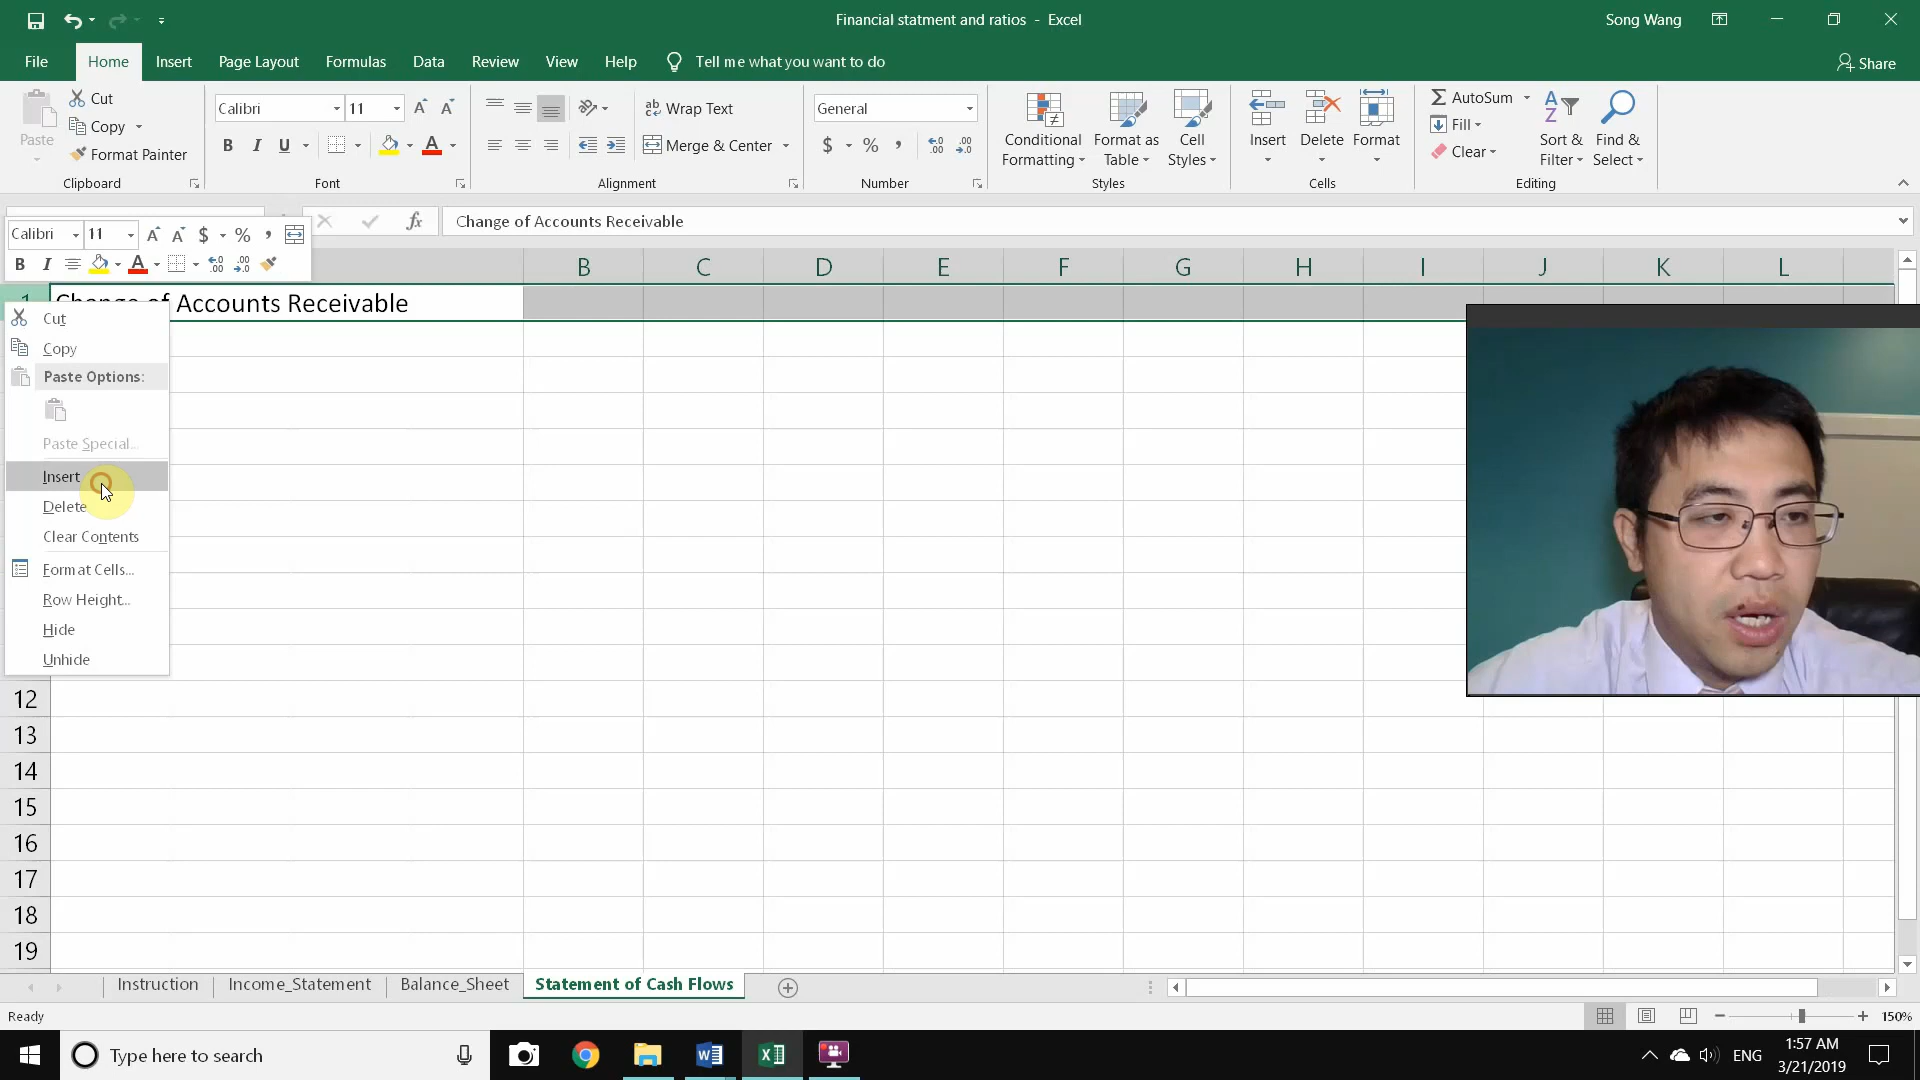 Financial statment and ratios - Excel
Song Wang
File Home Insert Page Layout Formulas Data Review View Help Tell me what you want to do
Share
Cut
Copy
Format Painter
Paste
Clipboard
Calibri 11
B I U
Font
Wrap Text
Merge & Center
Alignment
General
$ % ,
Number
Conditional Formatting
Format as Table
Cell Styles
Styles
Insert
Delete
Format
Cells
AutoSum
Fill
Clear
Sort & Filter
Find & Select
Editing
fx Change of Accounts Receivable
Calibri 11 $ % ,
B I
B C D E F G H I J K L
Change of Accounts Receivable
Cut
Copy
Paste Options:
Paste Special...
Insert
Delete
Clear Contents
Format Cells...
Row Height...
Hide
Unhide
12
13
14
15
16
17
18
19
Instruction Income_Statement Balance_Sheet Statement of Cash Flows
Ready
150%
Type here to search
ENG
1:57 AM
3/21/2019